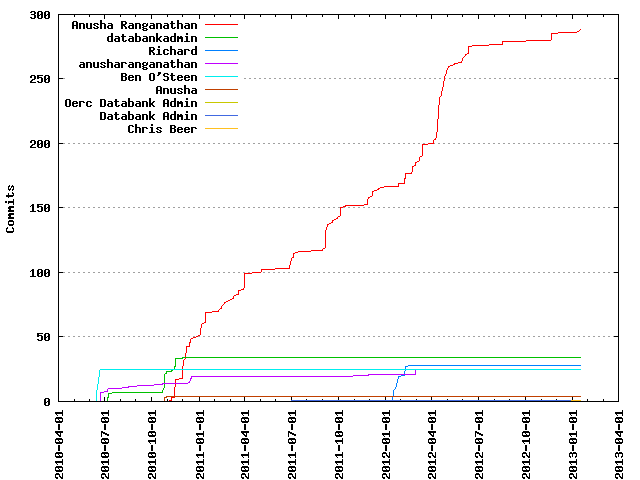 300
250
200
150
100
50
0
Commits
Anusha Ranganathan
databankadmin
Richard
anusharanganathan
Ben O'Steen
Anusha
Oerc Databank Admin
Databank Admin
Chris Beer
2010-04-01
2010-07-01
2010-10-01
2011-01-01
2011-04-01
2011-07-01
2011-10-01
2012-01-01
2012-04-01
2012-07-01
2012-10-01
2013-01-01
2013-04-01